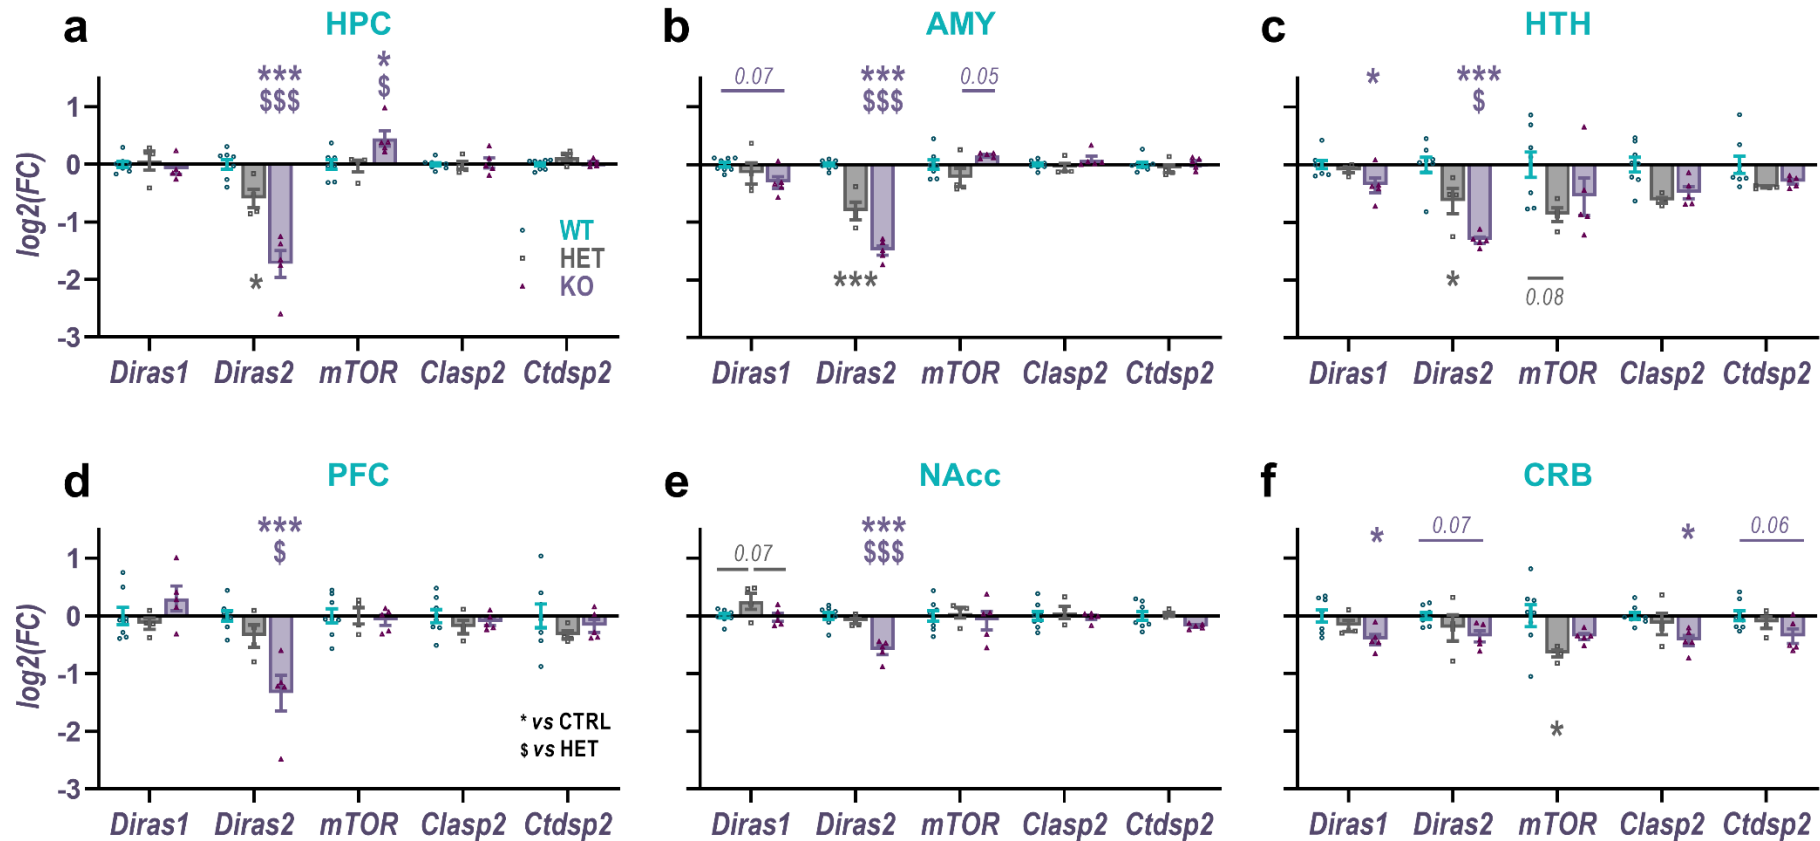 a HPC
b AMY
c HTH
*** 
$$$
*
$
0.07
***
$$$
0.05
*
***
$
log2(FC)
1
0
-1
-2
-3
WT
HET
KO
*
***
*
0.08
Diras1 Diras2 mTOR Clasp2 Ctdsp2
Diras1 Diras2 mTOR Clasp2 Ctdsp2
Diras1 Diras2 mTOR Clasp2 Ctdsp2
d PFC
e NAcc
f CRB
***
$
0.07
***
$$$
*
0.07
*
0.06
log2(FC)
1
0
-1
-2
-3
* vs CTRL
$ vs HET
*
Diras1 Diras2 mTOR Clasp2 Ctdsp2
Diras1 Diras2 mTOR Clasp2 Ctdsp2
Diras1 Diras2 mTOR Clasp2 Ctdsp2